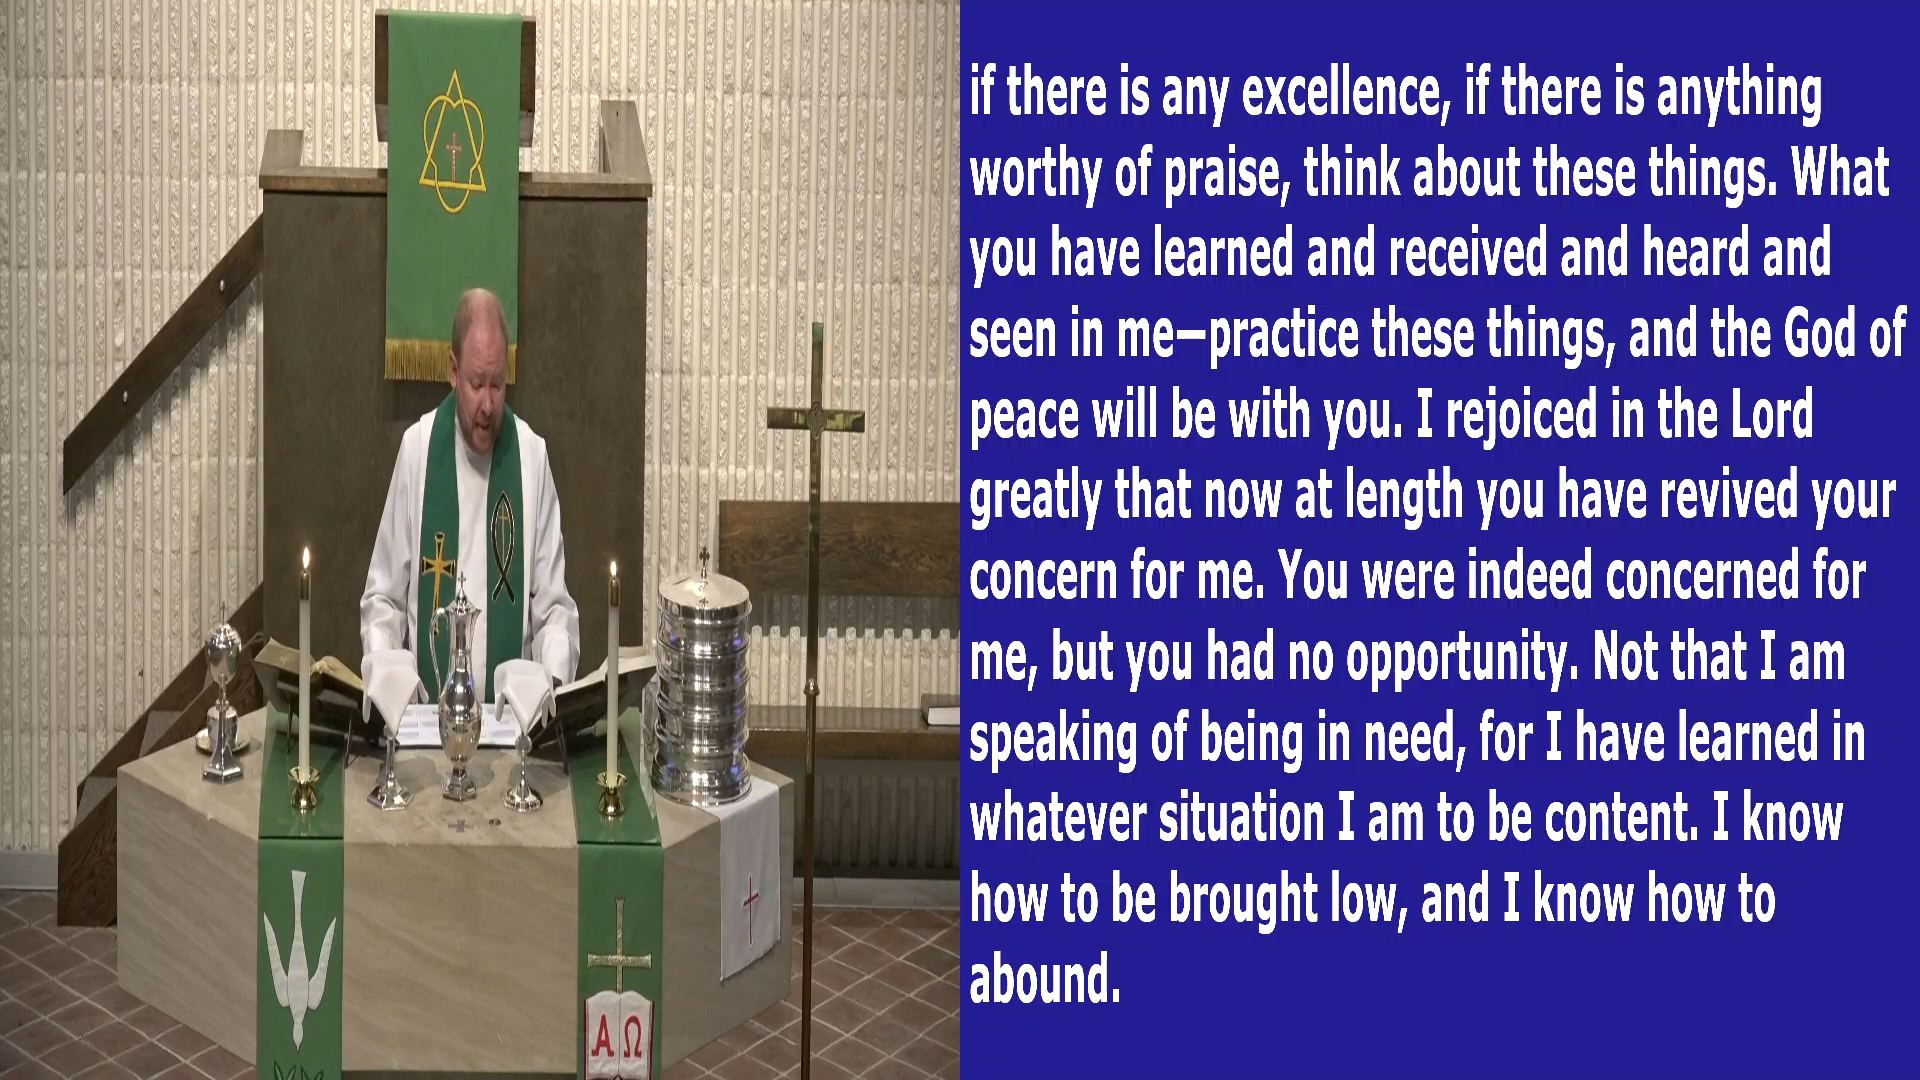 if there is any excellence, if there is anything
worthy of praise, think about these things. What
you have learned and received and heard and
seen in me—practice these things, and the God of
peace will be with you. I rejoiced in the Lord
greatly that now at length you have revived your
concern for me. You were indeed concerned for
me, but you had no opportunity. Not that I am
speaking of being in need, for I have learned in
whatever situation I am to be content. I know
how to be brought low, and I know how to
abound.
Α Ω